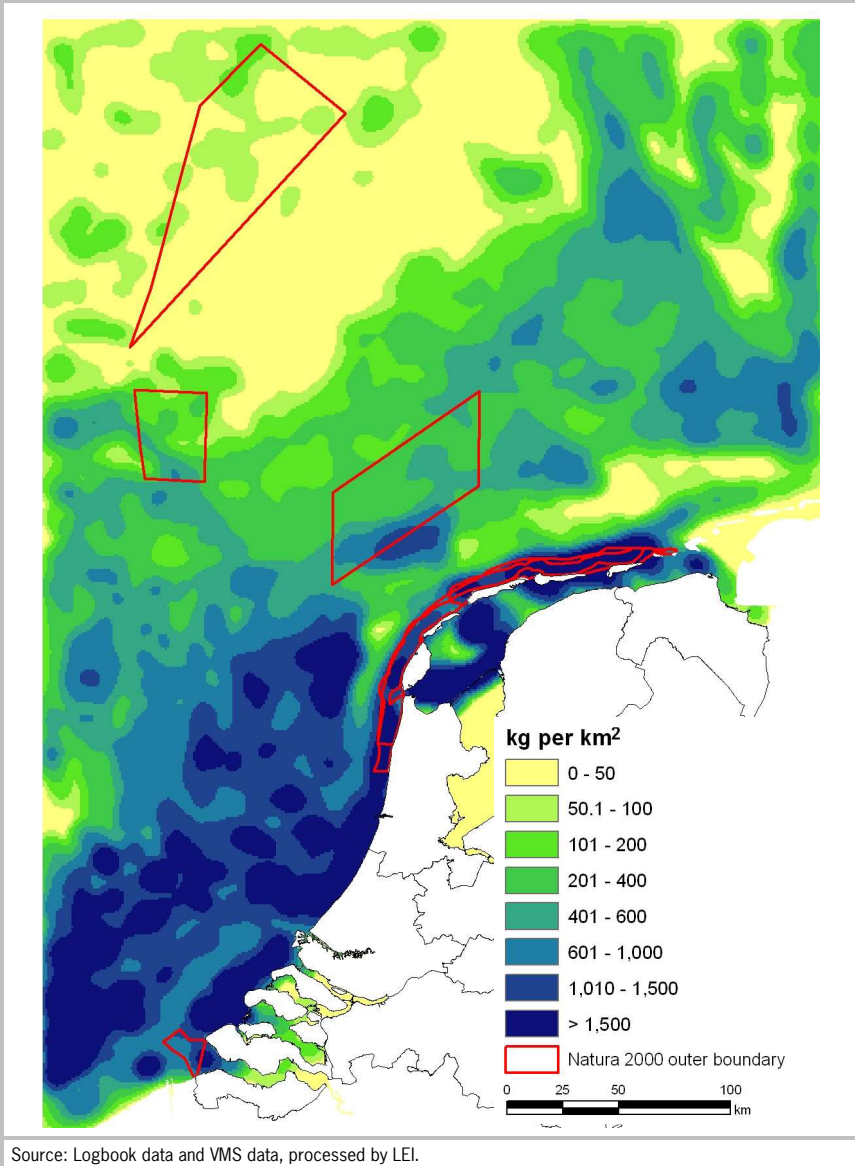 kg per km²
0 - 50
50.1 - 100
101 - 200
201 - 400
401 - 600
601 - 1,000
1,010 - 1,500
> 1,500
Natura 2000 outer boundary
0 25 50 100
km
Source: Logbook data and VMS data, processed by LEI.